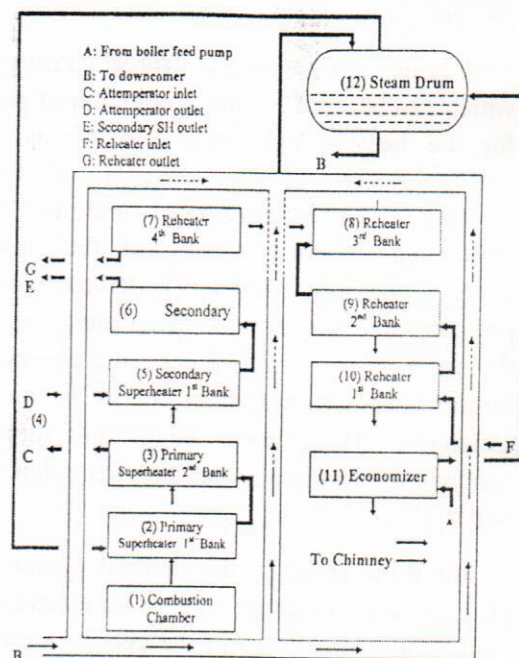 A: From boiler feed pump
B: To downcomer
C: Attemperator inlet
D: Attemperator outlet
E: Secondary SH outlet
F: Reheater inlet
G: Reheater outlet
(12) Steam Drum
B
(7) Reheater
4th Bank
(8) Reheater
3rd Bank
G
E
(6) Secondary
(9) Reheater
2nd Bank
(5) Secondary
Superheater 1st Bank
(10) Reheater
1st Bank
D
(4)
C
(3) Primary
Superheater 2nd Bank
F
(11) Economizer
(2) Primary
Superheater 1st Bank
A
To Chimney
(1) Combustion
Chamber
B